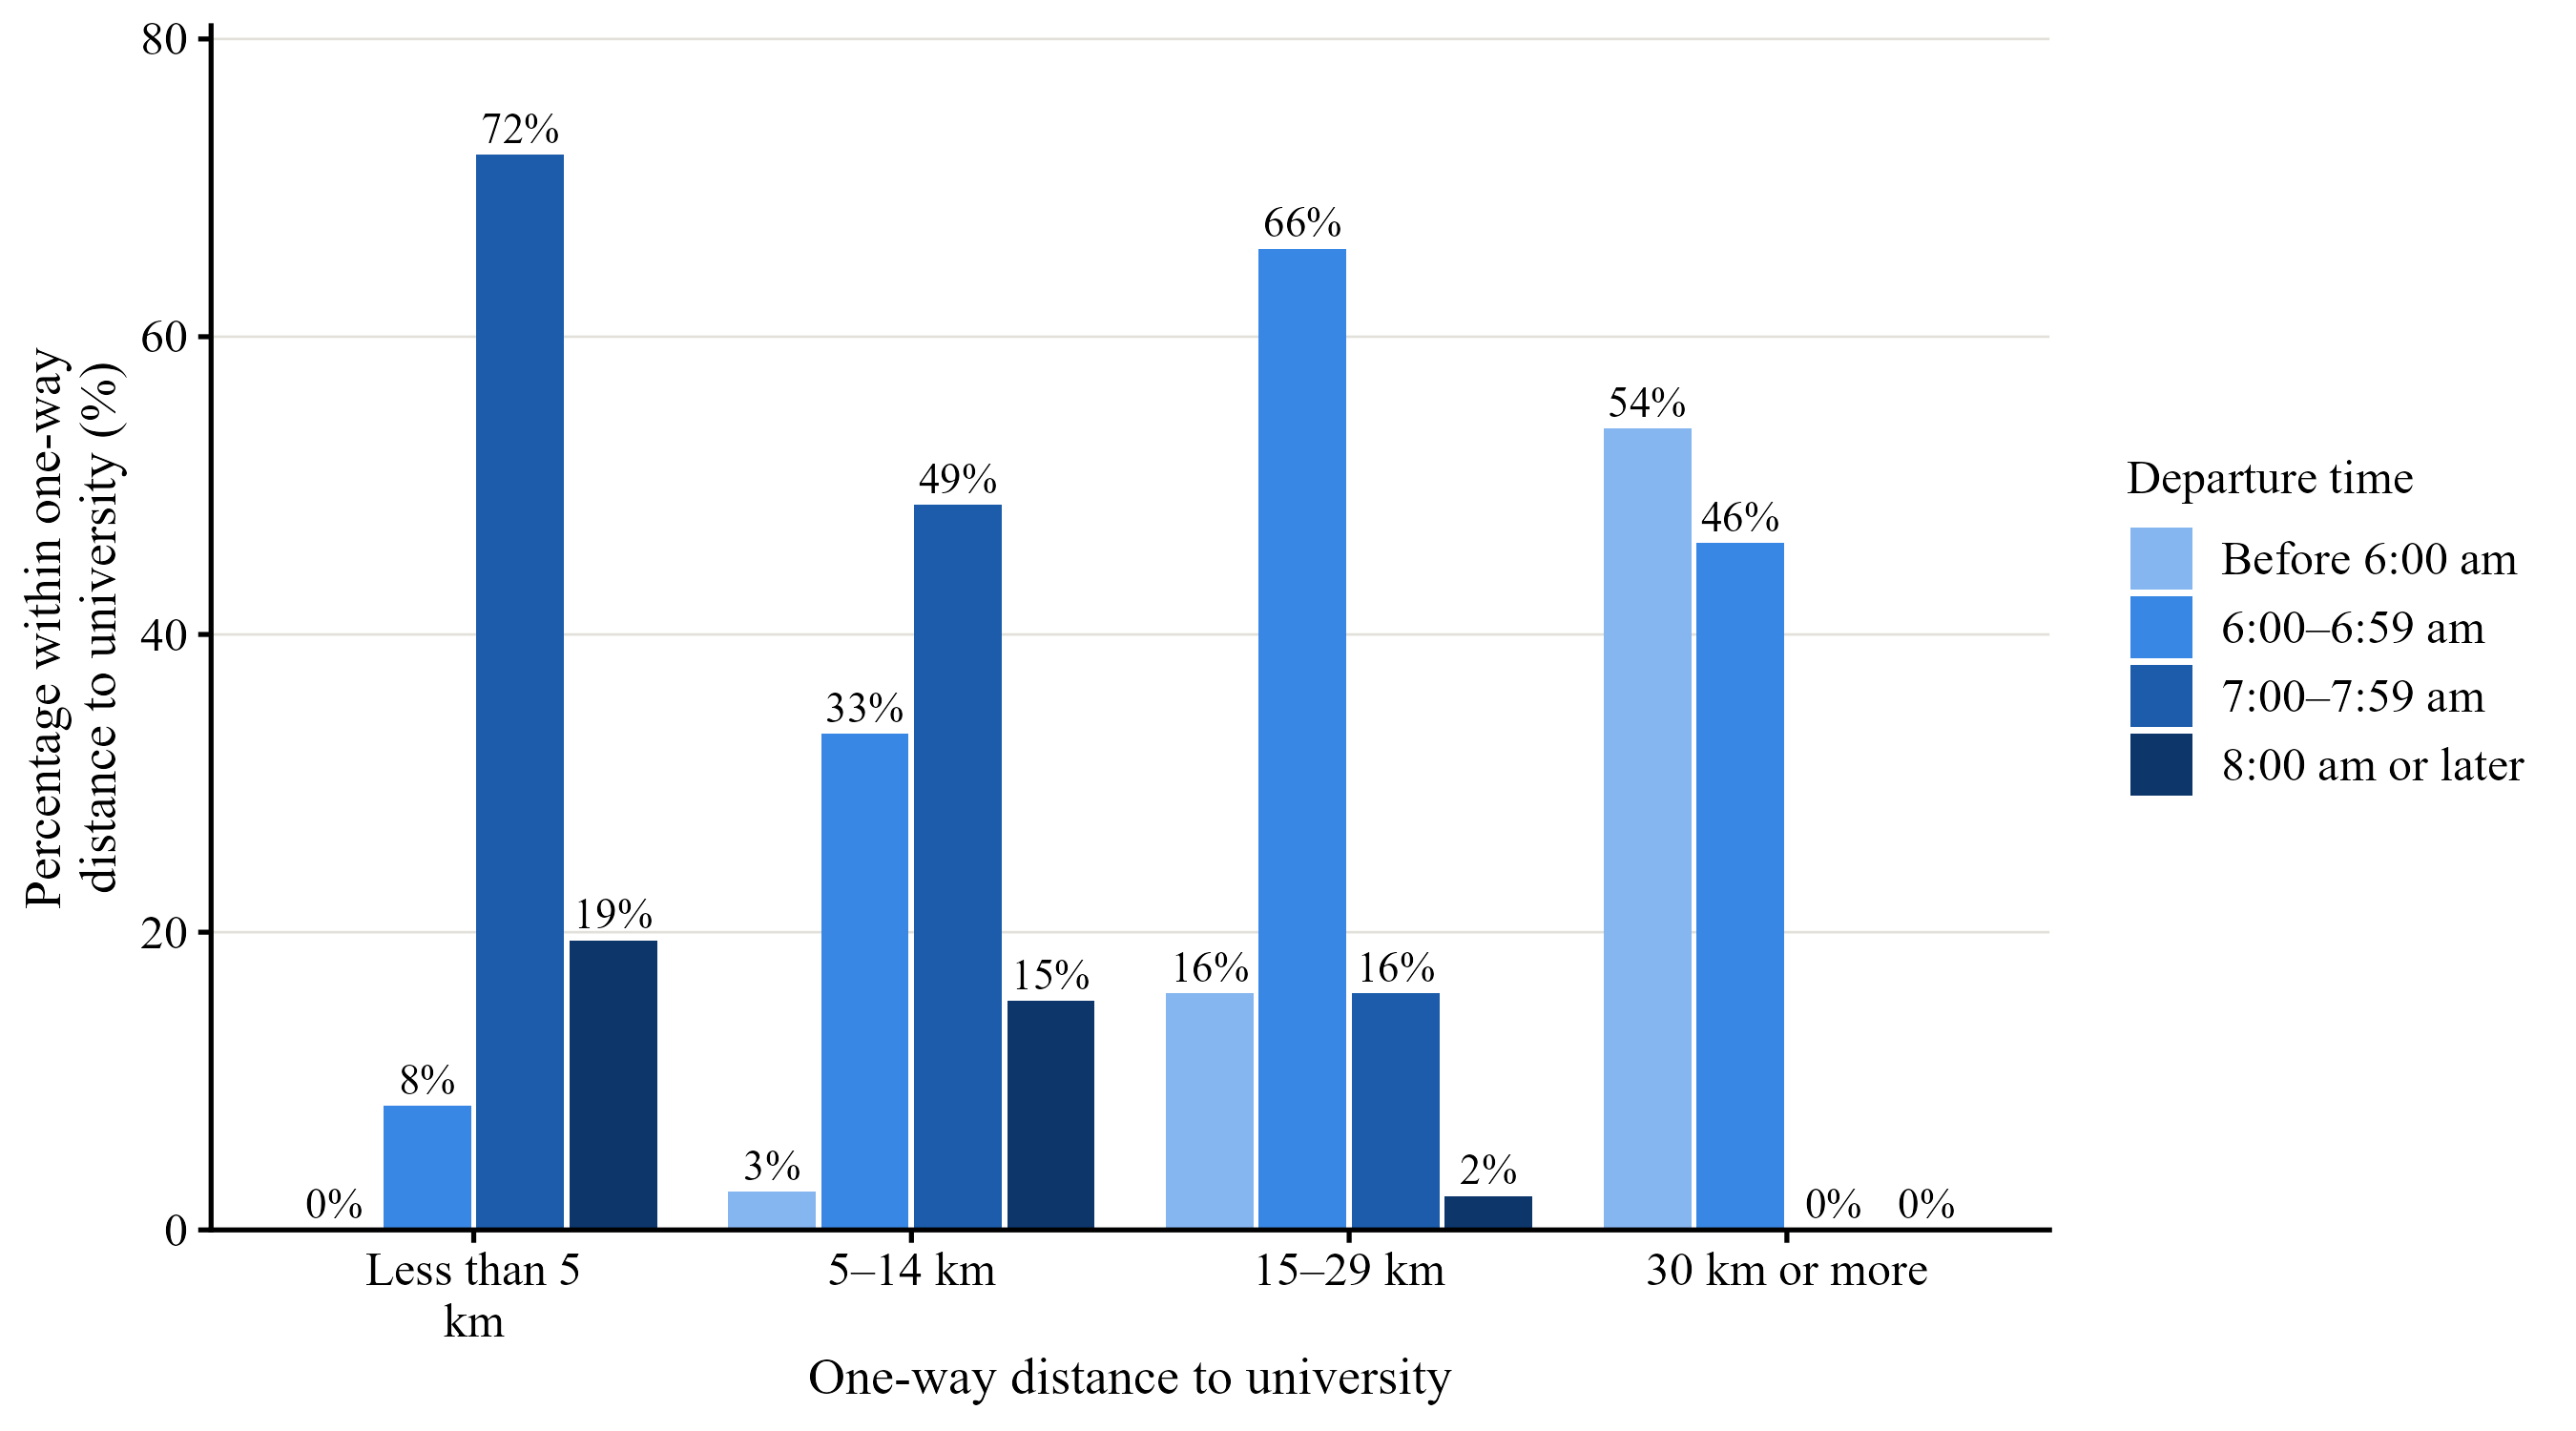 80
60
40
20
0
Percentage within one-way
distance to university (%)
0%
8%
72%
19%
3%
33%
49%
15%
16%
66%
16%
2%
54%
46%
0%
0%
Less than 5
km
5–14 km
15–29 km
30 km or more
One-way distance to university
Departure time
Before 6:00 am
6:00–6:59 am
7:00–7:59 am
8:00 am or later